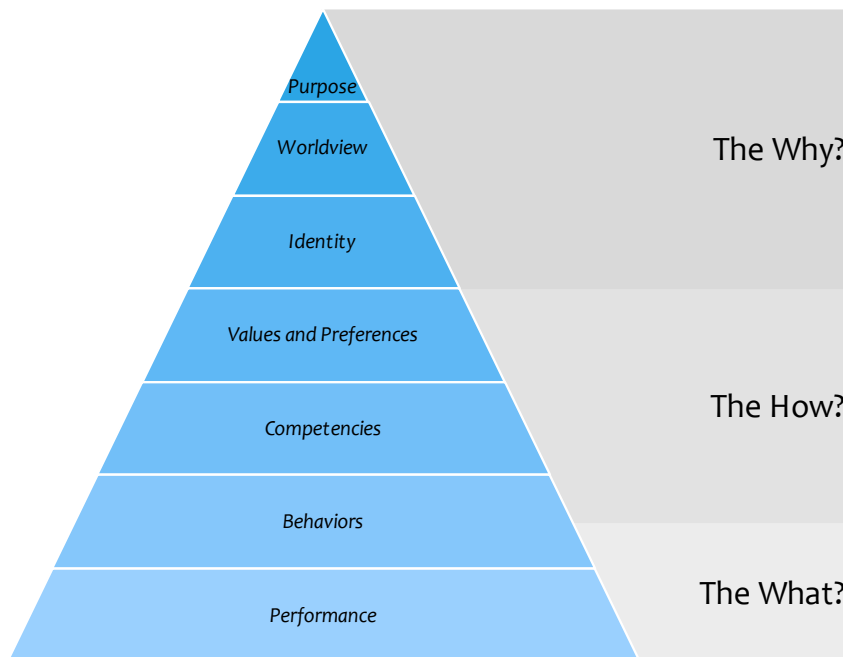 Purpose
Worldview
The Why?
Identity
Values and Preferences
Competencies
The How?
Behaviors
The What?
Performance